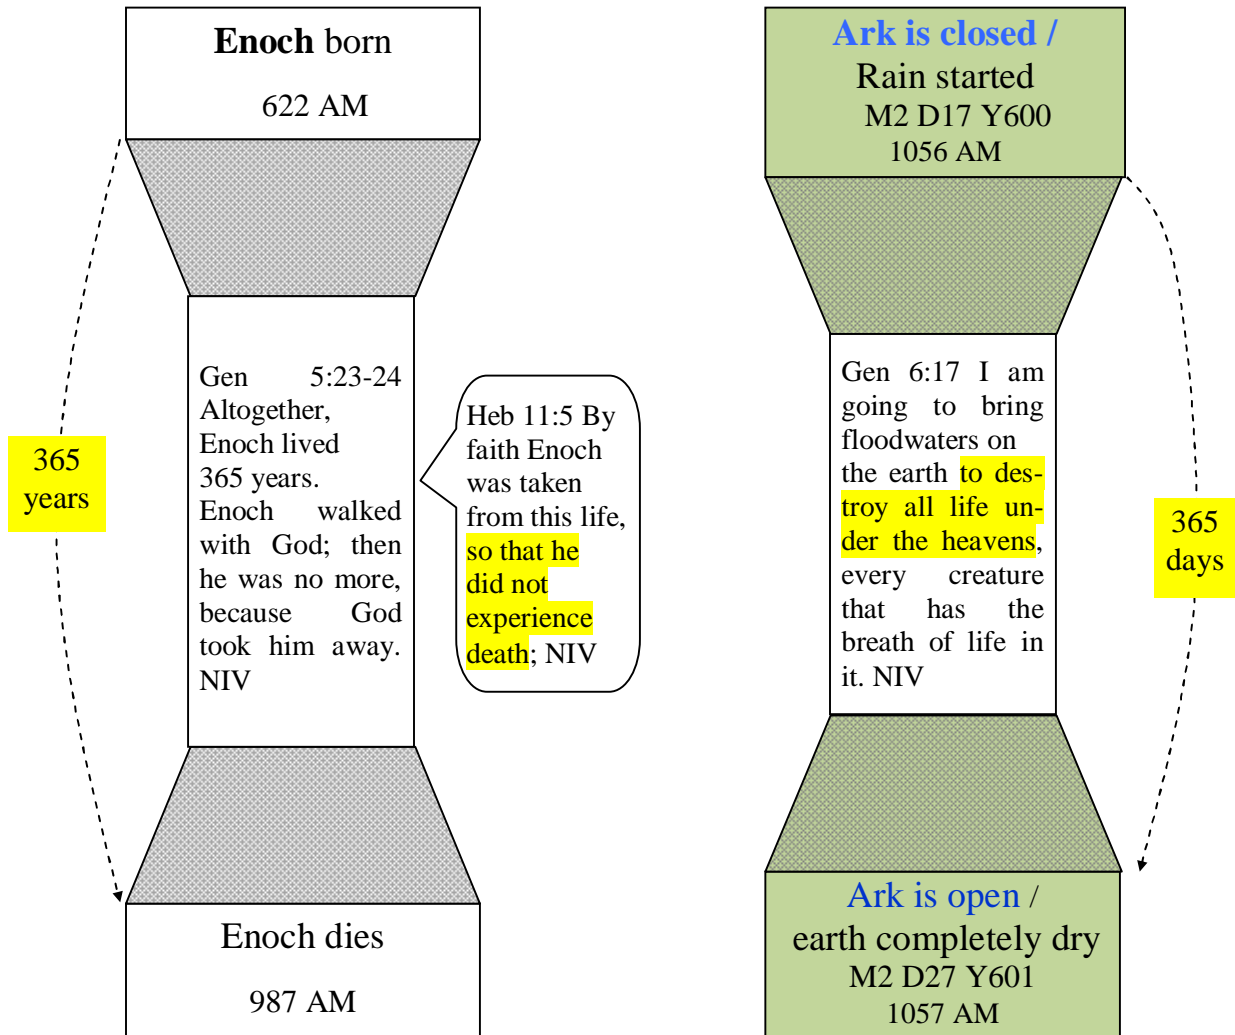 Enoch born
622 AM
365
years
Gen 5:23-24
Altogether,
Enoch lived
365 years.
Enoch walked
with God; then
he was no more,
because God
took him away.
NIV
Heb 11:5 By
faith Enoch
was taken
from this life,
so that he
did not
experience
death; NIV
Enoch dies
987 AM
Ark is closed /
Rain started
M2 D17 Y600
1056 AM
Gen 6:17 I am
going to bring
floodwaters on
the earth to des-
troy all life un-
der the heavens,
every creature
that has the
breath of life in
it. NIV
365
days
Ark is open /
earth completely dry
M2 D27 Y601
1057 AM